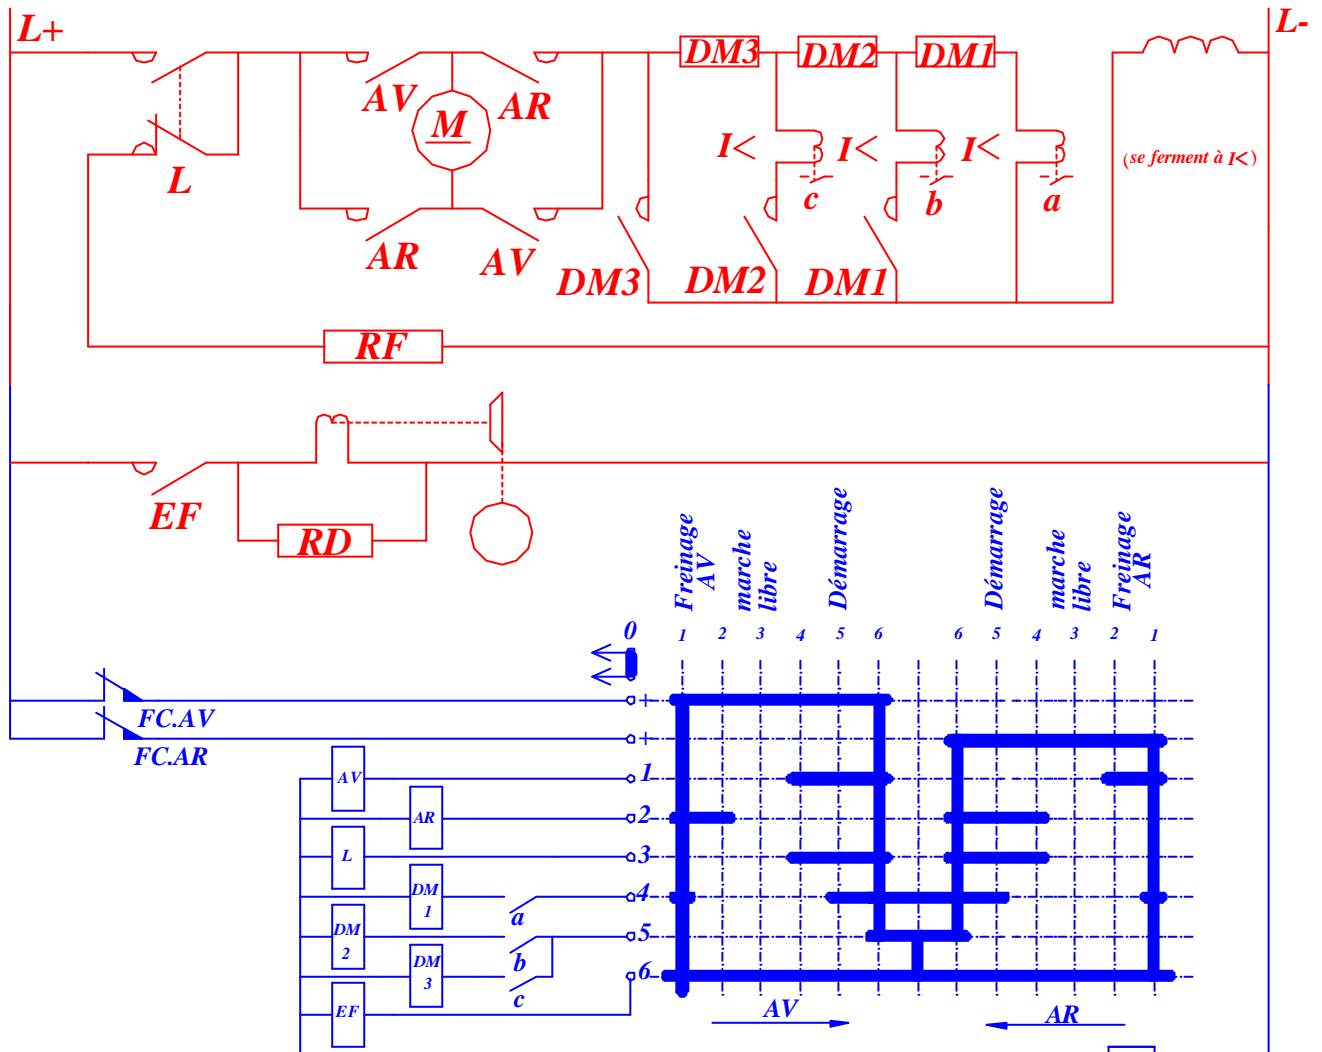 L+
L-
DM3
DM2
DM1
AV
AR
M
I<
I<
I<
(se ferment à I<)
L
c
b
a
AR
AV
DM3
DM2
DM1
RF
EF
RD
Freinage AV
marche libre
Démarrage
Démarrage
marche libre
Freinage AR
0
1 2 3 4 5 6 6 5 4 3 2 1
FC.AV
+
FC.AR
+
AV
1
AR
2
L
3
DM 1
a
4
DM 2
b
5
DM 3
c
6
EF
AV
AR